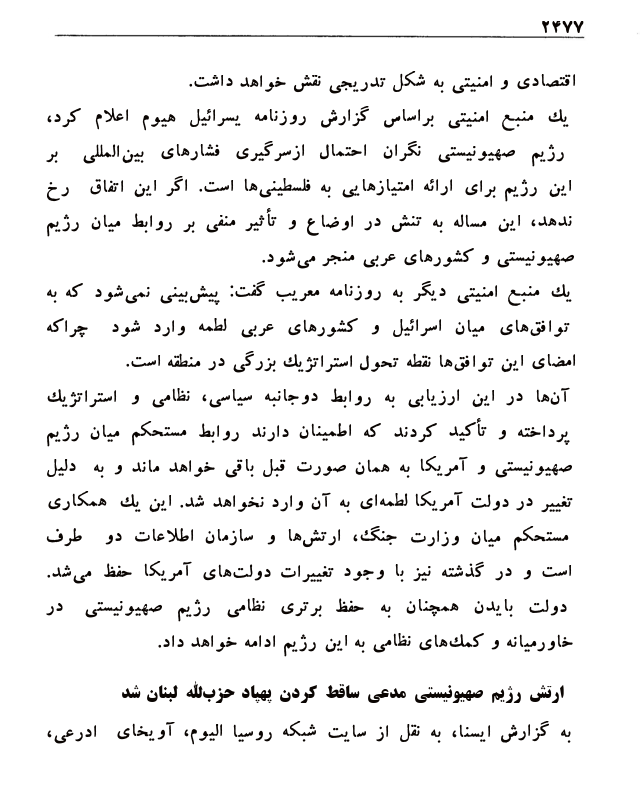 ۲۴۷۷
اقتصادی و امنیتی به شکل تدریجی نقش خواهد داشت.
یك منبع امنیتی براساس گزارش روزنامه یسرائیل هیوم اعلام کرد،
رژیم صهیونیستی نگران احتمال ازسرگیری فشارهای بین‌المللی بر
این رژیم برای ارائه امتیازهایی به فلسطینی‌ها است. اگر این اتفاق رخ
ندهد، این مساله به تنش در اوضاع و تأثیر منفی بر روابط میان رژیم
صهیونیستی و کشورهای عربی منجر می‌شود.
یك منبع امنیتی دیگر به روزنامه معریب گفت: پیش‌بینی نمی‌شود که به
توافق‌های میان اسرائیل و کشورهای عربی لطمه وارد شود چراکه
امضای این توافق‌ها نقطه تحول استراتژیك بزرگی در منطقه است.
آن‌ها در این ارزیابی به روابط دوجانبه سیاسی، نظامی و استراتژیك
پرداخته و تأکید کردند که اطمینان دارند روابط مستحکم میان رژیم
صهیونیستی و آمریکا به همان صورت قبل باقی خواهد ماند و به دلیل
تغییر در دولت آمریکا لطمه‌ای به آن وارد نخواهد شد. این یك همکاری
مستحکم میان وزارت جنگ، ارتش‌ها و سازمان اطلاعات دو طرف
است و در گذشته نیز با وجود تغییرات دولت‌های آمریکا حفظ می‌شد.
دولت بایدن همچنان به حفظ برتری نظامی رژیم صهیونیستی در
خاورمیانه و کمك‌های نظامی به این رژیم ادامه خواهد داد.
ارتش رژیم صهیونیستی مدعی ساقط کردن پهپاد حزب‌الله لبنان شد
به گزارش ایسنا، به نقل از سایت شبکه روسیا الیوم، آویخای ادرعی،